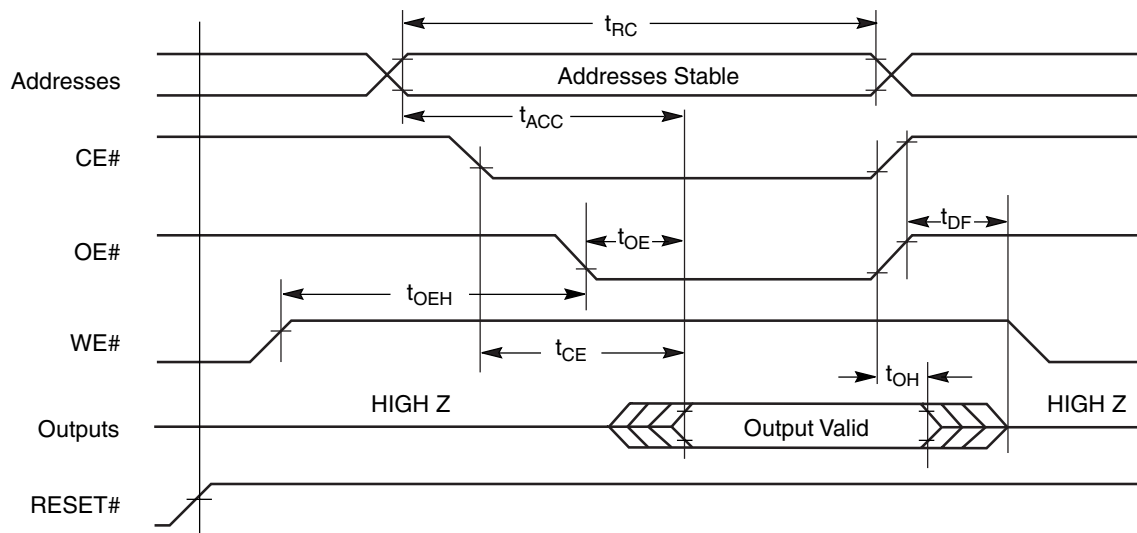 tRC
Addresses
Addresses Stable
tACC
CE#
tDF
OE#
tOE
tOEH
WE#
tCE
tOH
HIGH Z
HIGH Z
Outputs
Output Valid
RESET#